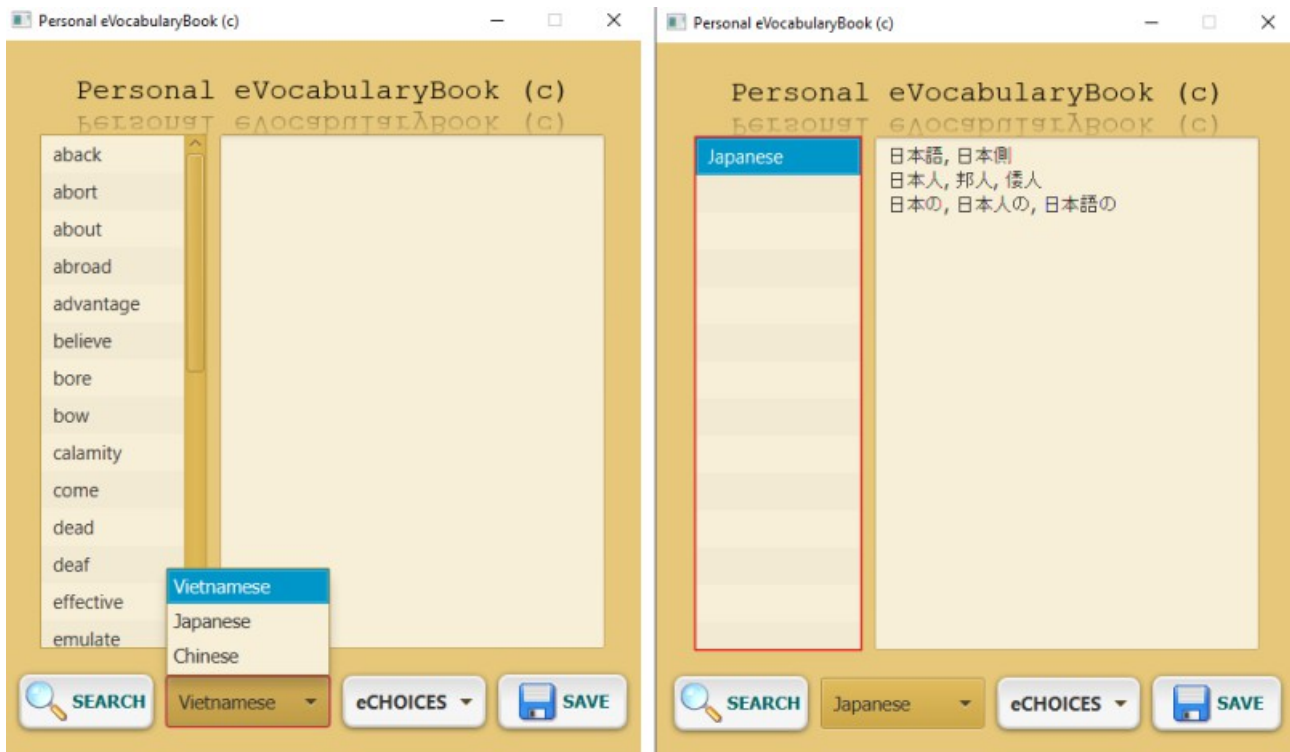 Personal eVocabularyBook (c)
Personal eVocabularyBook (c)
aback
abort
about
abroad
advantage
believe
bore
bow
calamity
come
dead
deaf
effective
emulate
Vietnamese
Japanese
Chinese
SEARCH
Vietnamese
eCHOICES
SAVE
Personal eVocabularyBook (c)
Personal eVocabularyBook (c)
Japanese
日本語, 日本側
日本人, 邦人, 倭人
日本の, 日本人の, 日本語の
SEARCH
Japanese
eCHOICES
SAVE